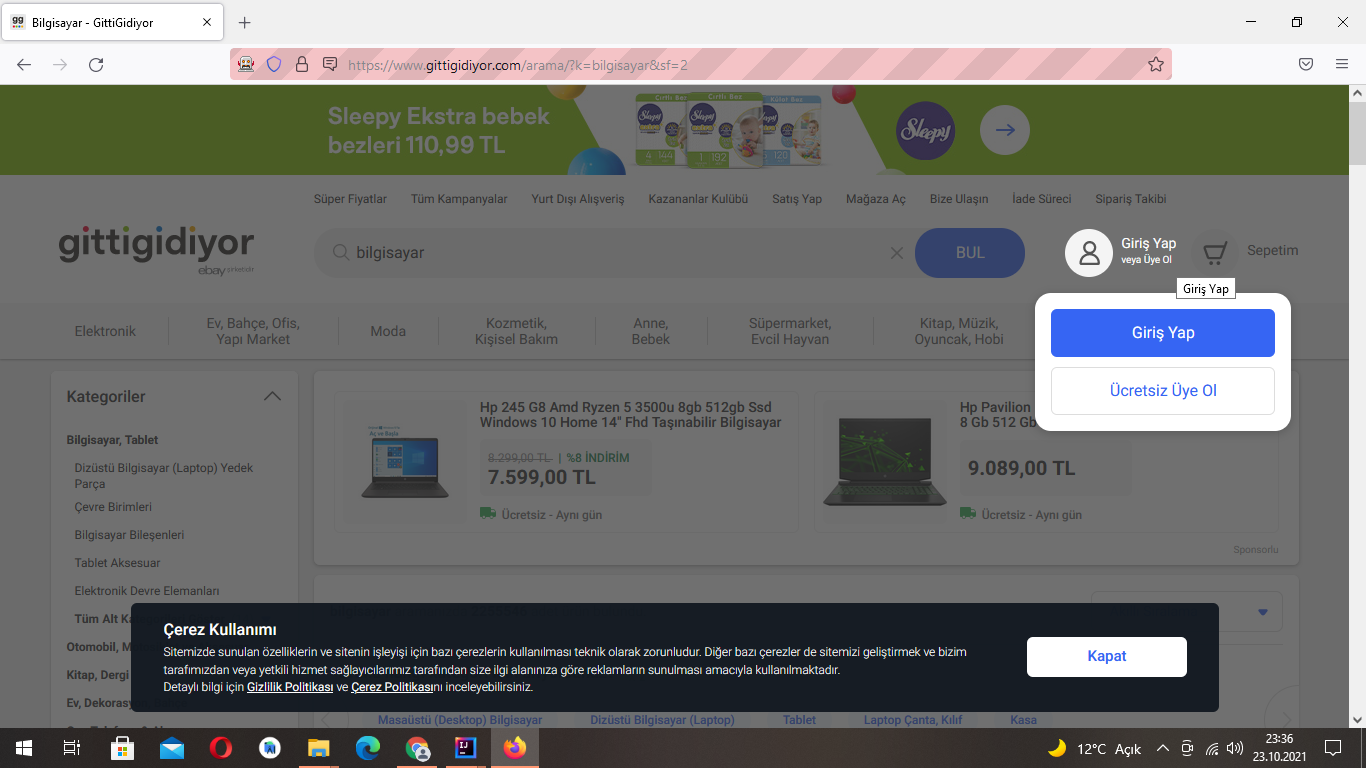 Bilgisayar - GittiGidiyor
https://www.gittigidiyor.com/arama/?k=bilgisayar&sf=2
Sleepy Ekstra bebek
bezleri 110,99 TL
Sleepy
Süper Fiyatlar
Tüm Kampanyalar
Yurt Dışı Alışveriş
Kazananlar Kulübü
Satış Yap
Mağaza Aç
Bize Ulaşın
İade Süreci
Sipariş Takibi
gittigidiyor
ebay
bilgisayar
BUL
Giriş Yap
veya Üye Ol
Sepetim
Giriş Yap
Giriş Yap
Ücretsiz Üye Ol
Elektronik
Ev, Bahçe, Ofis,
Yapı Market
Moda
Kozmetik,
Kişisel Bakım
Anne,
Bebek
Süpermarket,
Evcil Hayvan
Kitap, Müzik,
Oyuncak, Hobi
Kategoriler
Bilgisayar, Tablet
Dizüstü Bilgisayar (Laptop) Yedek
Parça
Çevre Birimleri
Bilgisayar Bileşenleri
Tablet Aksesuar
Elektronik Devre Elemanları
Tüm Alt
Otomobil,
Kitap, Dergi
Ev,
Hp 245 G8 Amd Ryzen 5 3500u 8gb 512gb Ssd
Windows 10 Home 14" Fhd Taşınabilir Bilgisayar
8.299,00 TL | %8 İNDİRİM
7.599,00 TL
Ücretsiz - Aynı gün
Hp Pavilion
8 Gb 512
9.089,00 TL
Ücretsiz - Aynı gün
Sponsorlu
Çerez Kullanımı
Sitemizde sunulan özelliklerin ve sitenin işleyişi için bazı çerezlerin kullanılması teknik olarak zorunludur. Diğer bazı çerezler de sitemizi geliştirmek ve bizim
tarafımızdan veya yetkili hizmet sağlayıcılarımız tarafından size ilgi alanınıza göre reklamların sunulması amacıyla kullanılmaktadır.
Detaylı bilgi için Gizlilik Politikası ve Çerez Politikasını inceleyebilirsiniz.
Kapat
Masaüstü (Desktop) Bilgisayar
Dizüstü Bilgisayar (Laptop)
Tablet
Laptop Çanta, Kılıf
Kasa
12°C Açık
23:36
23.10.2021